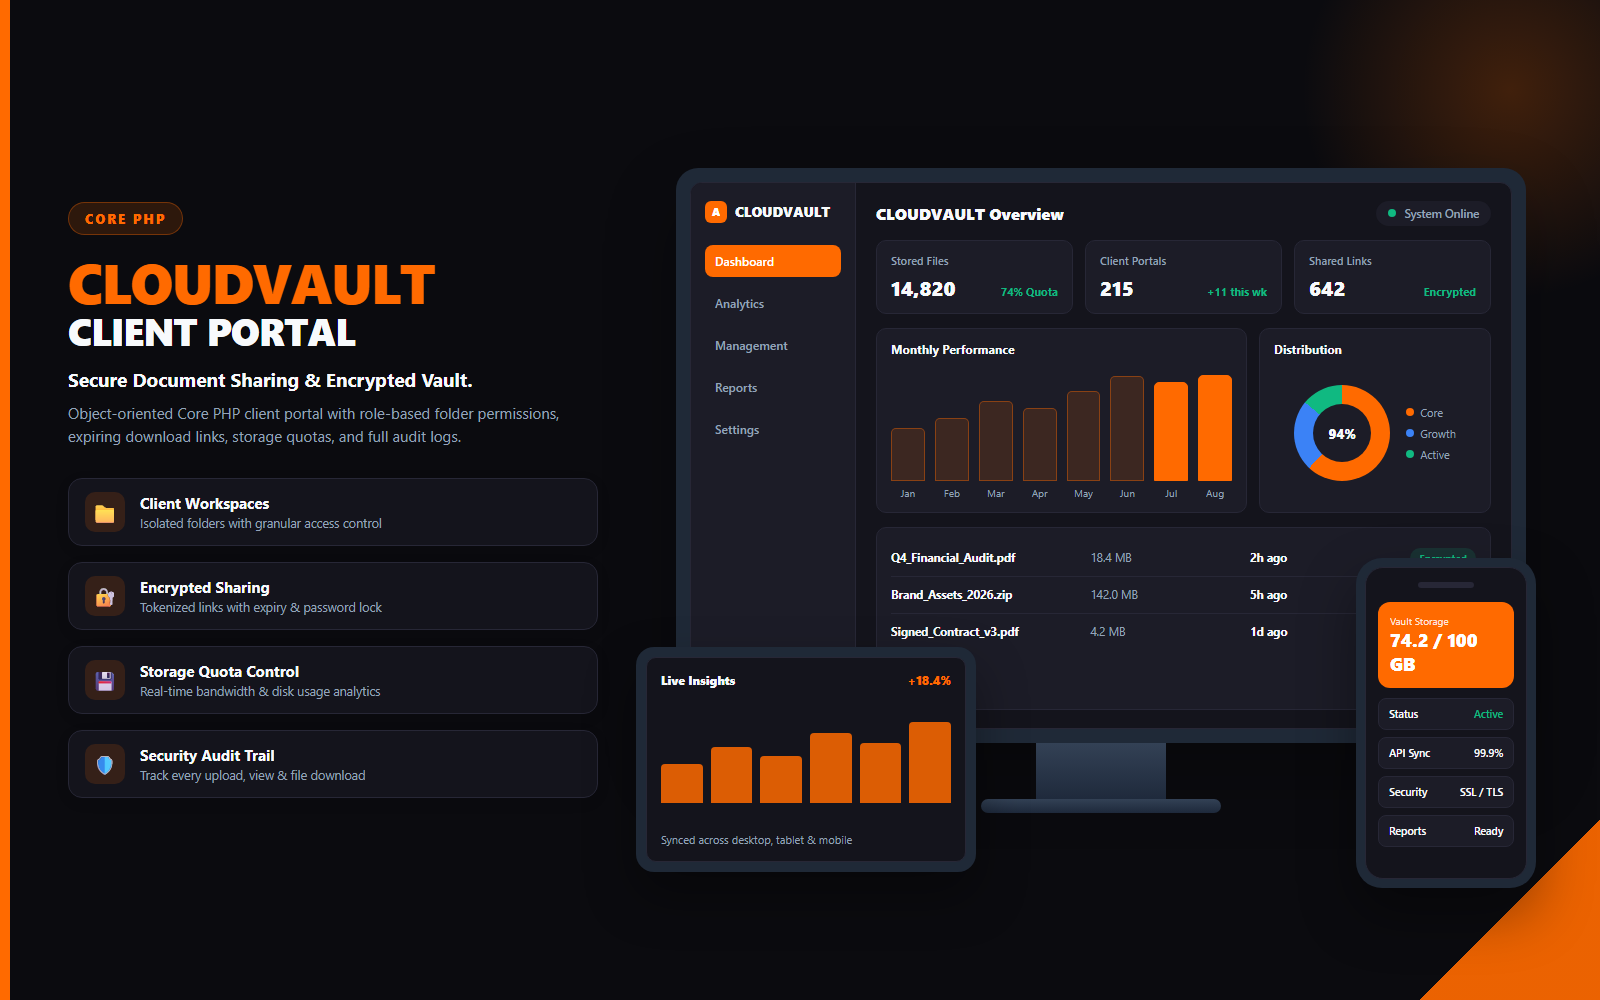 CORE PHP
CLOUDVAULT
CLIENT PORTAL
Secure Document Sharing & Encrypted Vault.
Object-oriented Core PHP client portal with role-based folder permissions,
expiring download links, storage quotas, and full audit logs.
Client Workspaces
Isolated folders with granular access control
Encrypted Sharing
Tokenized links with expiry & password lock
Storage Quota Control
Real-time bandwidth & disk usage analytics
Security Audit Trail
Track every upload, view & file download
A CLOUDVAULT
Dashboard
Analytics
Management
Reports
Settings
CLOUDVAULT Overview
System Online
Stored Files
14,820 74% Quota
Client Portals
215 +11 this wk
Shared Links
642 Encrypted
Monthly Performance
Jan Feb Mar Apr May Jun Jul Aug
Distribution
94%
Core
Growth
Active
Q4_Financial_Audit.pdf 18.4 MB 2h ago Encrypted
Brand_Assets_2026.zip 142.0 MB 5h ago
Signed_Contract_v3.pdf 4.2 MB 1d ago
Live Insights +18.4%
Synced across desktop, tablet & mobile
Vault Storage
74.2 / 100
GB
Status Active
API Sync 99.9%
Security SSL / TLS
Reports Ready